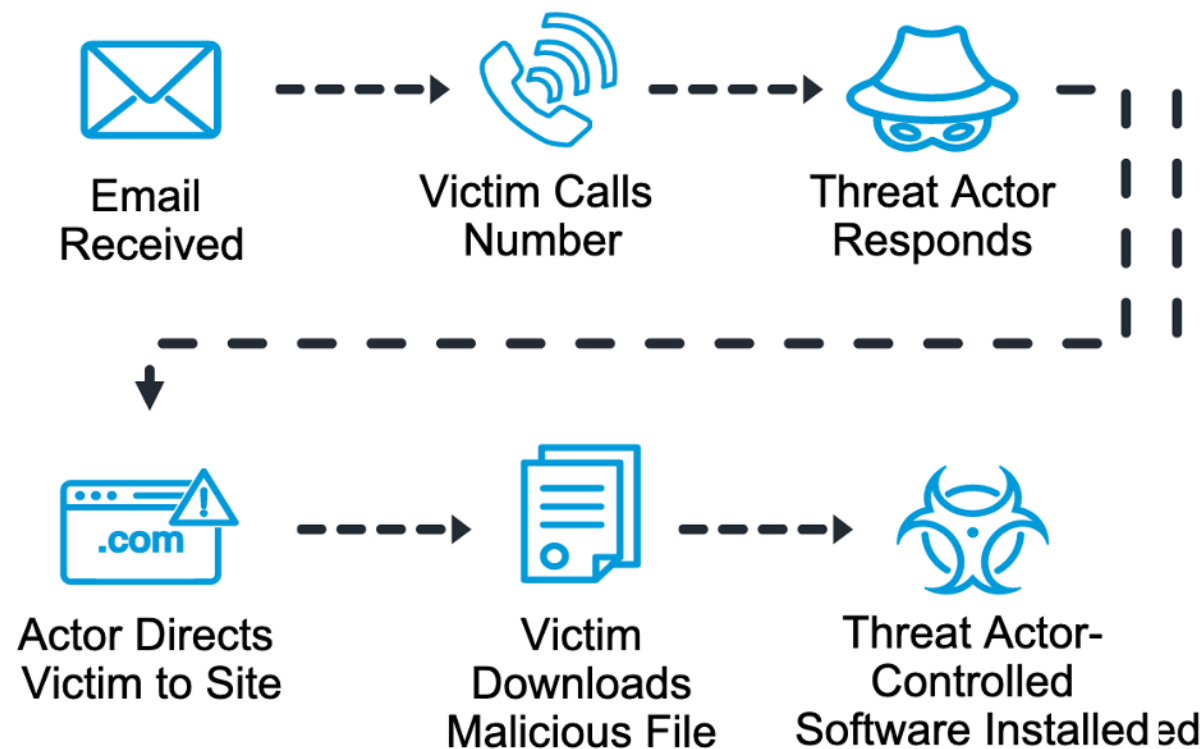 Email
Received
Victim Calls
Number
Threat Actor
Responds
.com
Actor Directs
Victim to Site
Victim
Downloads
Malicious File
Threat Actor-
Controlled
Software Installed ed